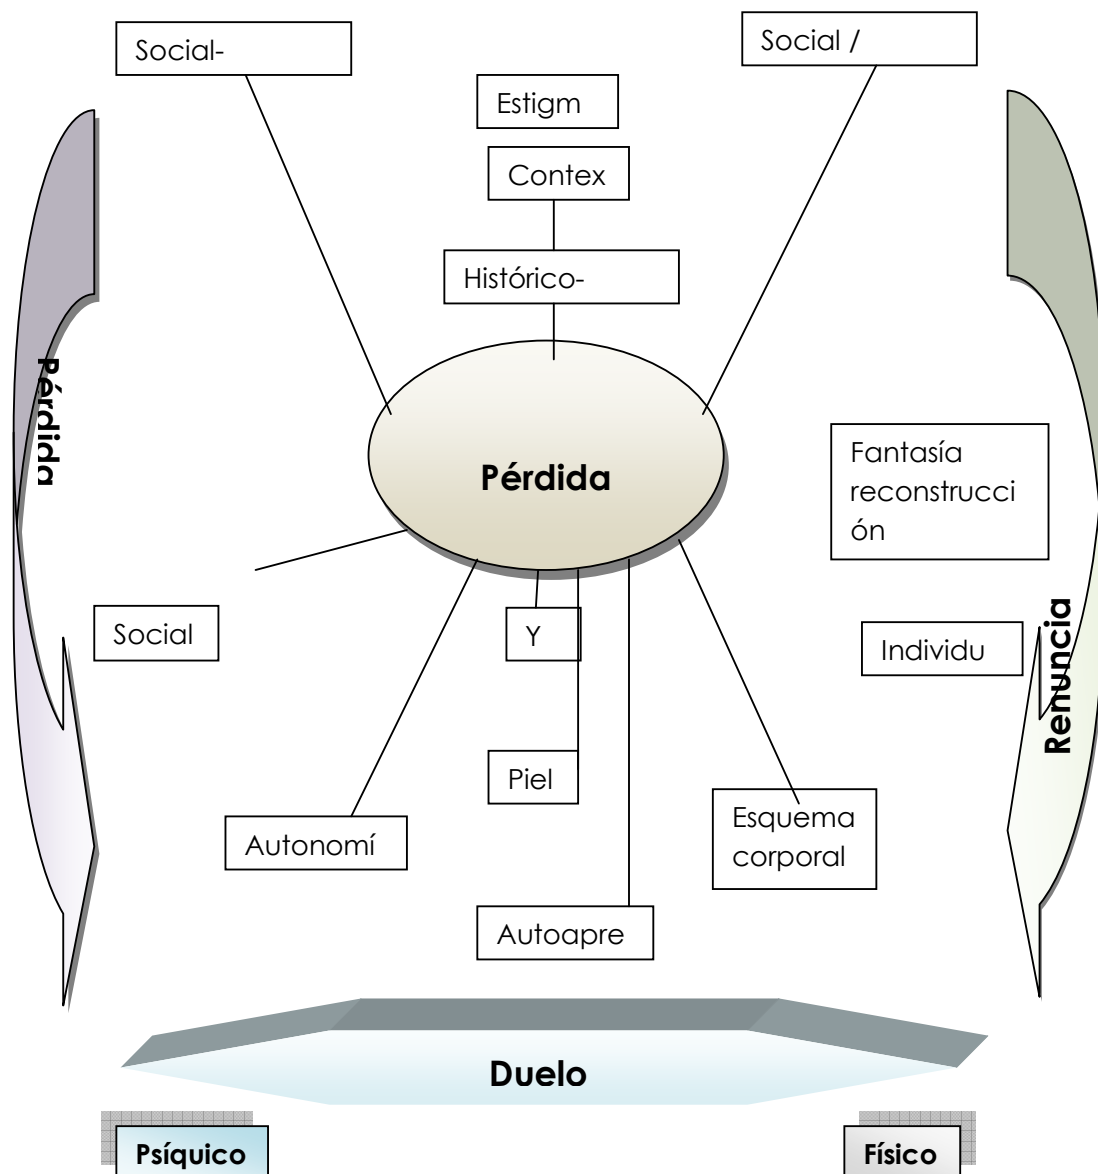 Social-
Social /
Estigm
Contex
Histórico-
Pérdida
Pérdida
Fantasía
reconstrucci
ón
Renuncia
Social
Y
Individu
Piel
Autonomí
Esquema
corporal
Autoapre
Duelo
Psíquico
Físico